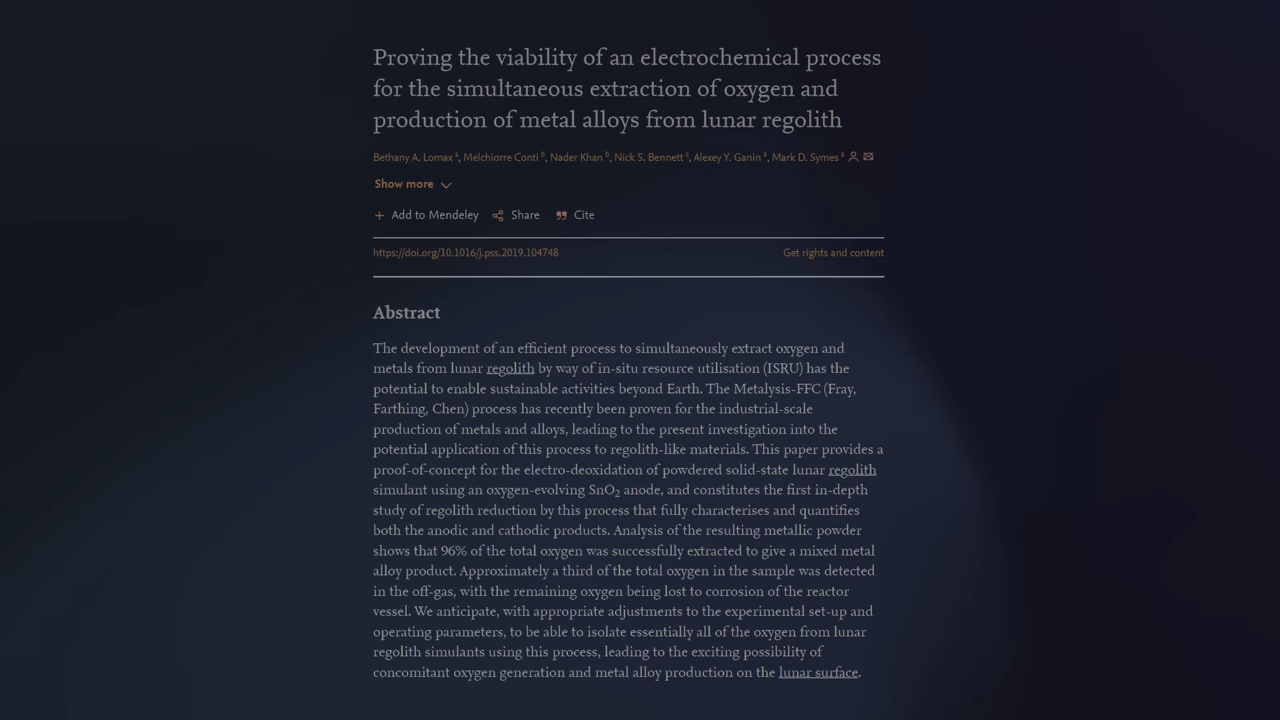 Proving the viability of an electrochemical process
for the simultaneous extraction of oxygen and
production of metal alloys from lunar regolith
Bethany A. Lomax ᵃ, Melchiorre Conti ᵇ, Nader Khan ᵇ, Nick S. Bennett ᶜ, Alexey Y. Ganin ᵃ, Mark D. Symes ᵃ
Show more
+ Add to Mendeley Share Cite
https://doi.org/10.1016/j.pss.2019.104748 Get rights and content
Abstract
The development of an efficient process to simultaneously extract oxygen and
metals from lunar regolith by way of in-situ resource utilisation (ISRU) has the
potential to enable sustainable activities beyond Earth. The Metalysis-FFC (Fray,
Farthing, Chen) process has recently been proven for the industrial-scale
production of metals and alloys, leading to the present investigation into the
potential application of this process to regolith-like materials. This paper provides a
proof-of-concept for the electro-deoxidation of powdered solid-state lunar regolith
simulant using an oxygen-evolving SnO₂ anode, and constitutes the first in-depth
study of regolith reduction by this process that fully characterises and quantifies
both the anodic and cathodic products. Analysis of the resulting metallic powder
shows that 96% of the total oxygen was successfully extracted to give a mixed metal
alloy product. Approximately a third of the total oxygen in the sample was detected
in the off-gas, with the remaining oxygen being lost to corrosion of the reactor
vessel. We anticipate, with appropriate adjustments to the experimental set-up and
operating parameters, to be able to isolate essentially all of the oxygen from lunar
regolith simulants using this process, leading to the exciting possibility of
concomitant oxygen generation and metal alloy production on the lunar surface.